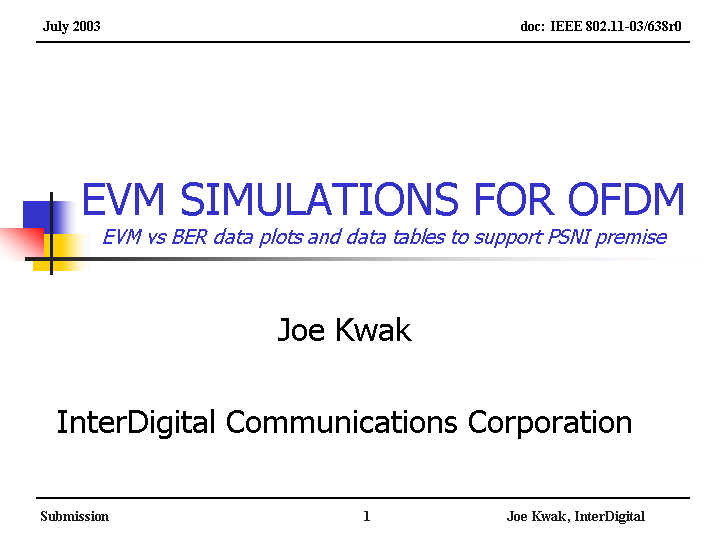 July 2003 doc: IEEE 802.11-03/638r0
EVM SIMULATIONS FOR OFDM
EVM vs BER data plots and data tables to support PSNI premise
Joe Kwak
InterDigital Communications Corporation
Submission 1 Joe Kwak, InterDigital